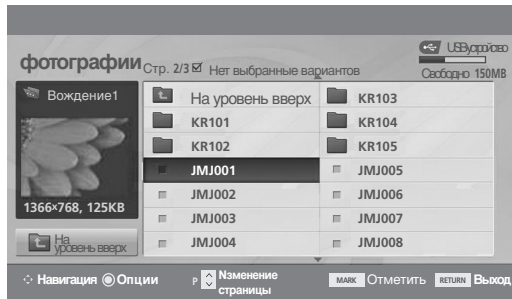 фотографии
Стр. 2/3
Нет выбранные вариантов
USBустройство
Свободно 150MB
Вождение1
1366×768, 125KB
На уровень вверх
На уровень вверх
KR101
KR102
JMJ001
JMJ002
JMJ003
JMJ004
KR103
KR104
KR105
JMJ005
JMJ006
JMJ007
JMJ008
Навигация
Опции
P
Nзменение
страницы
MARK Отметить
RETURN Выход